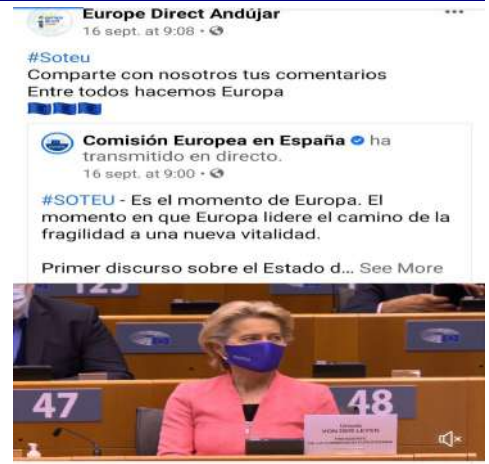 Europe Direct Andújar
16 sept. at 9:08 •
#Soteu
Comparte con nosotros tus comentarios
Entre todos hacemos Europa
Comisión Europea en España ha
transmitido en directo.
16 sept. at 9:00 •
#SOTEU - Es el momento de Europa. El
momento en que Europa lidere el camino de la
fragilidad a una nueva vitalidad.
Primer discurso sobre el Estado d... See More
123
47
48
Ursula
VON DER LEYEN